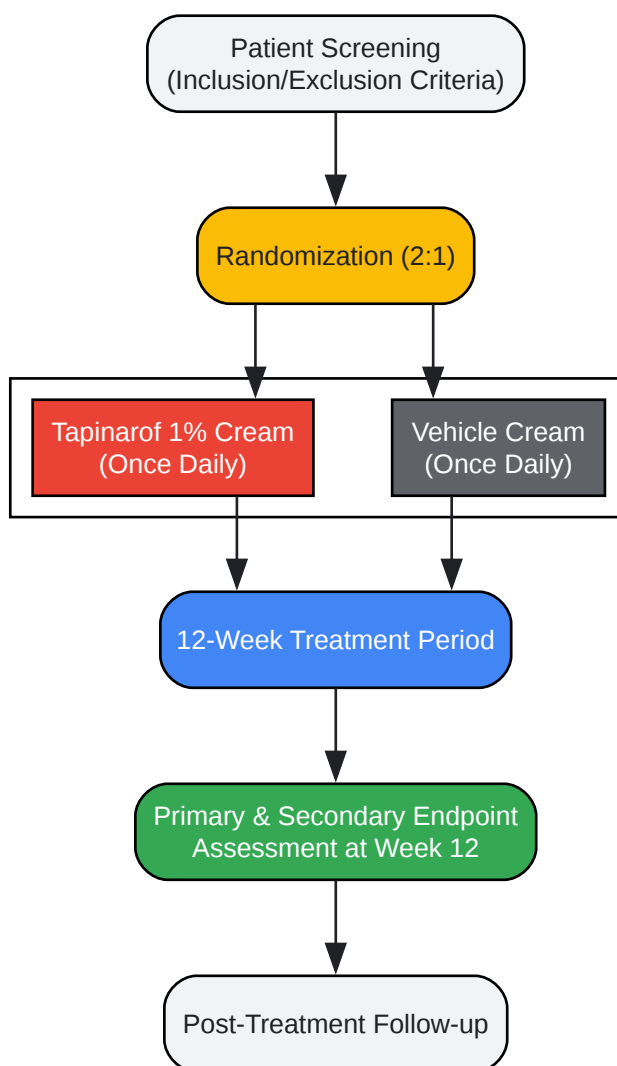 Patient Screening
(Inclusion/Exclusion Criteria)
Randomization (2:1)
Tapinarof 1% Cream
(Once Daily)
Vehicle Cream
(Once Daily)
12-Week Treatment Period
Primary & Secondary Endpoint
Assessment at Week 12
Post-Treatment Follow-up